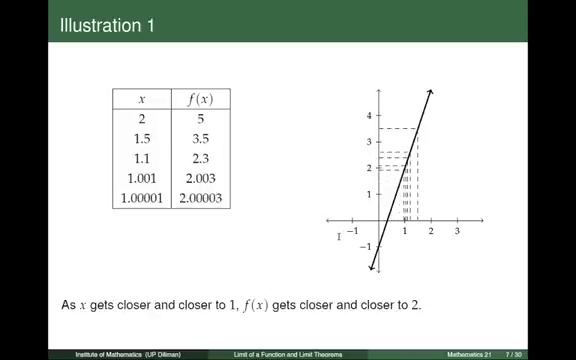 Illustration 1
x f(x)
2 5
1.5 3.5
1.1 2.3
1.001 2.003
1.00001 2.00003
4
3
2
1
−1 1 2 3
−1
As x gets closer and closer to 1, f(x) gets closer and closer to 2.
Institute of Mathematics (UP Diliman) Limit of a Function and Limit Theorems Mathematics 21 7 / 30